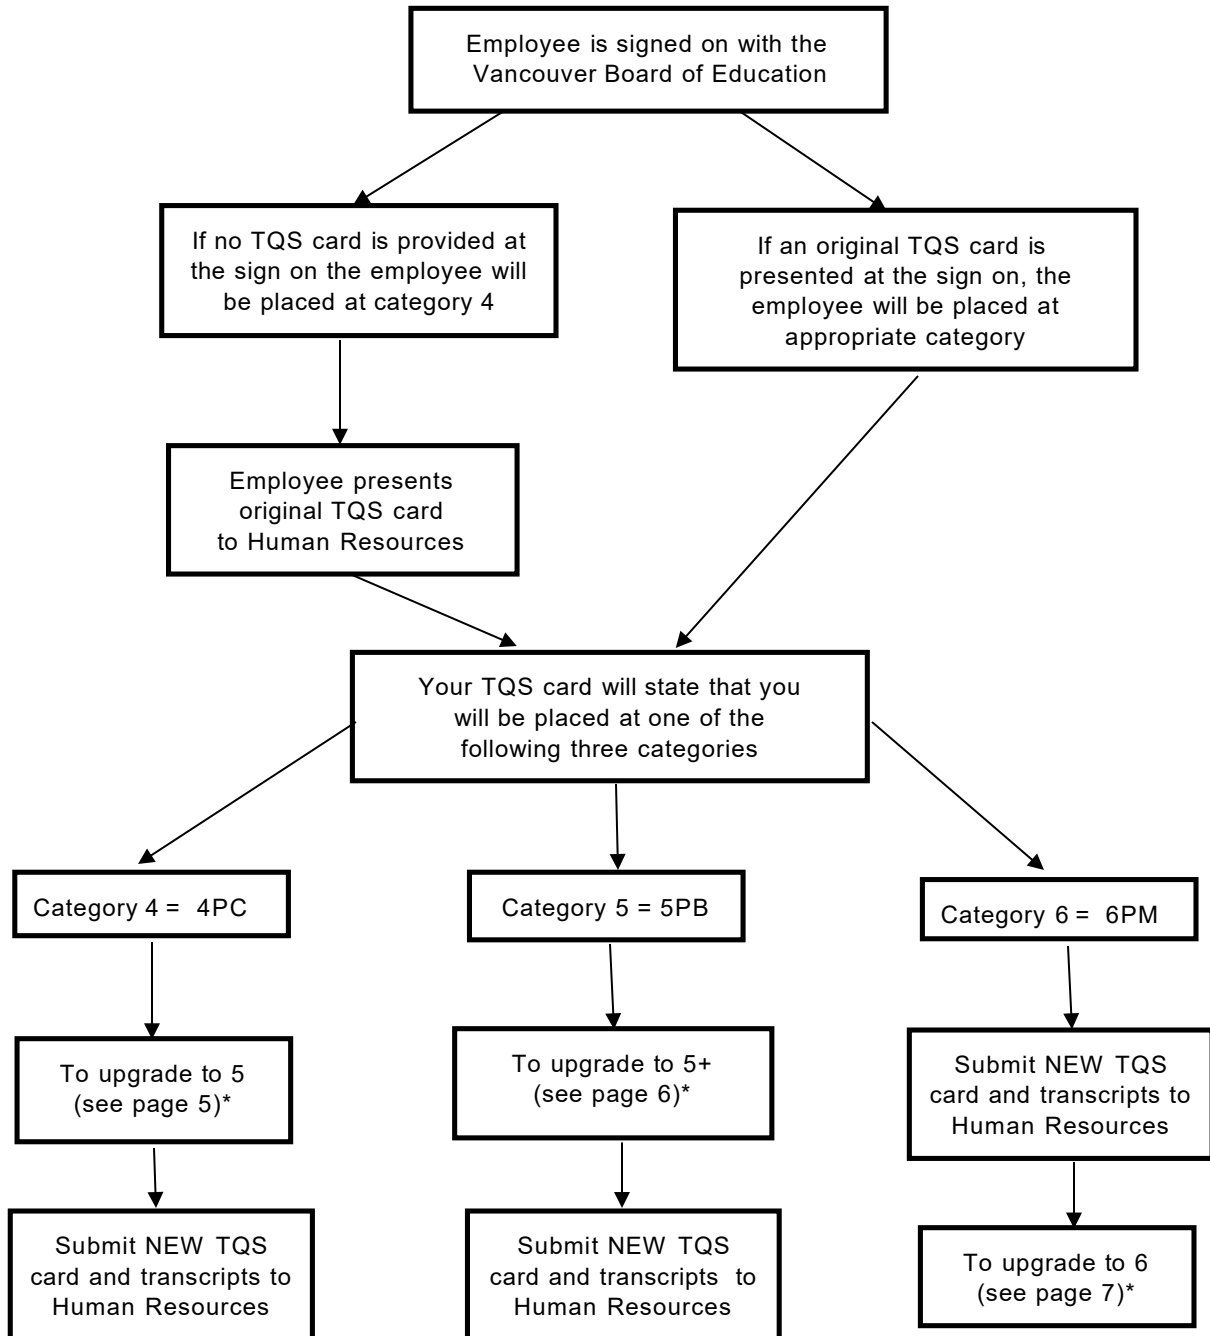 Employee is signed on with the
Vancouver Board of Education
If no TQS card is provided at
the sign on the employee will
be placed at category 4
If an original TQS card is
presented at the sign on, the
employee will be placed at
appropriate category
Employee presents
original TQS card
to Human Resources
Your TQS card will state that you
will be placed at one of the
following three categories
Category 4 = 4PC
Category 5 = 5PB
Category 6 = 6PM
To upgrade to 5
(see page 5)*
To upgrade to 5+
(see page 6)*
Submit NEW TQS
card and transcripts to
Human Resources
Submit NEW TQS
card and transcripts to
Human Resources
Submit NEW TQS
card and transcripts to
Human Resources
To upgrade to 6
(see page 7)*